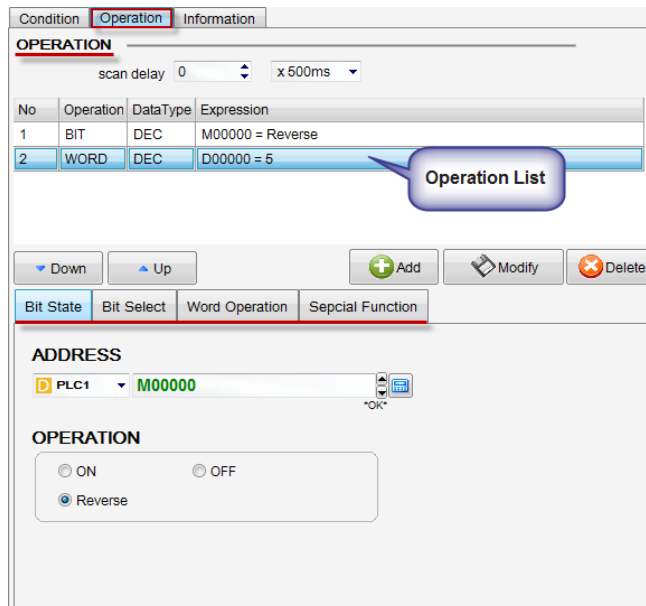 Condition Operation Information
OPERATION
scan delay 0 x 500ms
No Operation DataType Expression
1 BIT DEC M00000 = Reverse
2 WORD DEC D00000 = 5
Operation List
Down Up Add Modify Delete
Bit State Bit Select Word Operation Sepcial Function
ADDRESS
D PLC1 M00000
*OK*
OPERATION
ON OFF
Reverse